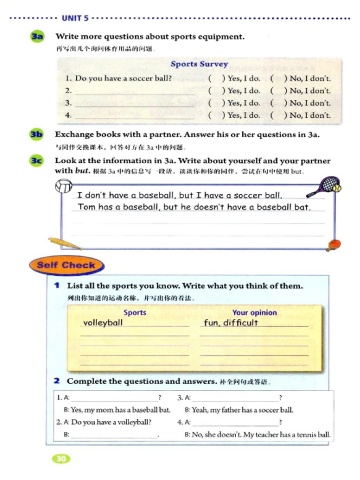 UNIT 5
3a Write more questions about sports equipment.
再写出几个询问体育用品的问题.
Sports Survey
1. Do you have a soccer ball? ( ) Yes, I do. ( ) No, I don't.
2. ( ) Yes, I do. ( ) No, I don't.
3. ( ) Yes, I do. ( ) No, I don't.
4. ( ) Yes, I do. ( ) No, I don't.
3b Exchange books with a partner. Answer his or her questions in 3a.
与同伴交换课本, 回答对方在 3a 中的问题.
3c Look at the information in 3a. Write about yourself and your partner
with but. 根据 3a 中的信息写一段话, 谈谈你和你的同伴, 尝试在句中使用 but.
I don't have a baseball, but I have a soccer ball.
Tom has a baseball, but he doesn't have a baseball bat.
Self Check
1 List all the sports you know. Write what you think of them.
列出你知道的运动名称, 并写出你的看法.
Sports Your opinion
volleyball fun, difficult
2 Complete the questions and answers. 补全问句或答语.
1. A: ? 3. A: ?
B: Yes, my mom has a baseball bat. B: Yeah, my father has a soccer ball.
2. A: Do you have a volleyball? 4. A: ?
B: . B: No, she doesn't. My teacher has a tennis ball.
30